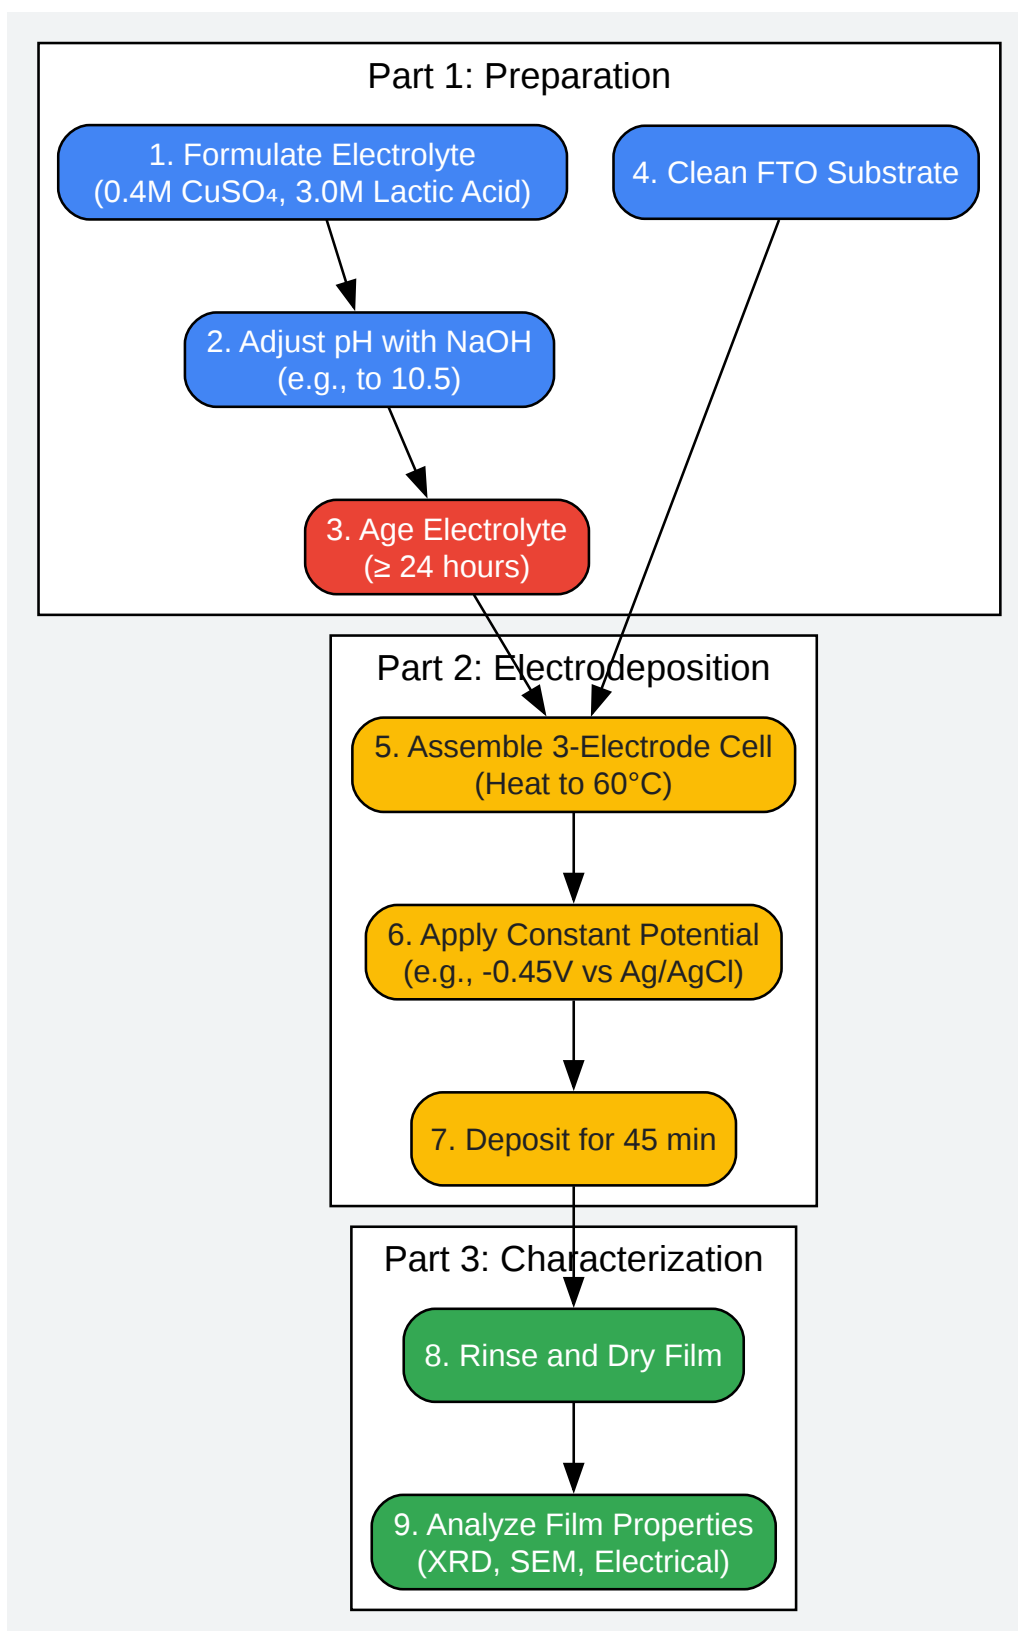 Part 1: Preparation
1. Formulate Electrolyte
(0.4M CuSO₄, 3.0M Lactic Acid)
4. Clean FTO Substrate
2. Adjust pH with NaOH
(e.g., to 10.5)
3. Age Electrolyte
(≥ 24 hours)
Part 2: Electrodeposition
5. Assemble 3-Electrode Cell
(Heat to 60°C)
6. Apply Constant Potential
(e.g., -0.45V vs Ag/AgCl)
7. Deposit for 45 min
Part 3: Characterization
8. Rinse and Dry Film
9. Analyze Film Properties
(XRD, SEM, Electrical)